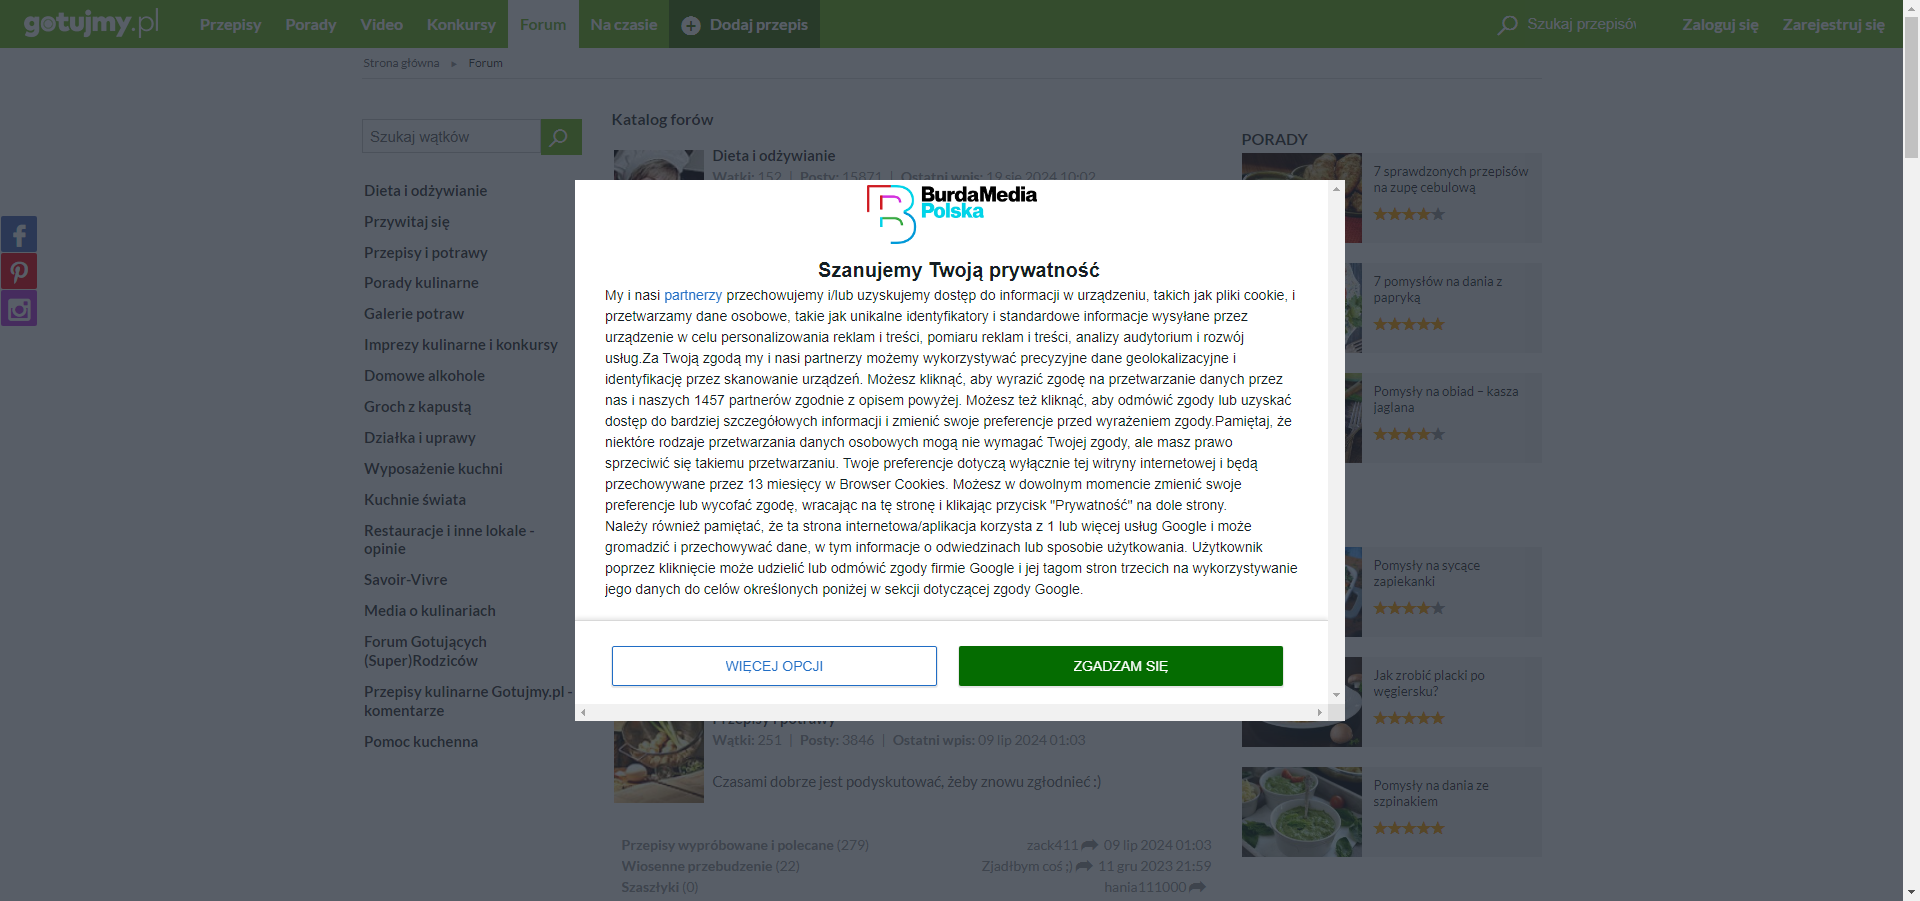 gotujmy.pl
Przepisy
Porady
Video
Konkursy
Forum
Na czasie
Dodaj przepis
Szukaj przepisów
Zaloguj się
Zarejestruj się
Strona główna » Forum
Szukaj wątków
Dieta i odżywianie
Przywitaj się
Przepisy i potrawy
Porady kulinarne
Galerie potraw
Imprezy kulinarne i konkursy
Domowe alkohole
Groch z kapustą
Działka i uprawy
Wyposażenie kuchni
Kuchnie świata
Restauracje i inne lokale -
opinie
Savoir-Vivre
Media o kulinariach
Forum Gotujących
(Super)Rodziców
Przepisy kulinarne Gotujmy.pl -
komentarze
Pomoc kuchenna
Katalog forów
Dieta i odżywianie
Wątki: 152 | Posty: 15871 | Ostatni wpis: 19 sie 2024 10:02
BurdaMedia
Polska
Szanujemy Twoją prywatność
My i nasi partnerzy przechowujemy i/lub uzyskujemy dostęp do informacji w urządzeniu, takich jak pliki cookie, i
przetwarzamy dane osobowe, takie jak unikalne identyfikatory i standardowe informacje wysyłane przez
urządzenie w celu personalizowania reklam i treści, pomiaru reklam i treści, analizy audytorium i rozwój
usług.Za Twoją zgodą my i nasi partnerzy możemy wykorzystywać precyzyjne dane geolokalizacyjne i
identyfikację przez skanowanie urządzeń. Możesz kliknąć, aby wyrazić zgodę na przetwarzanie danych przez
nas i naszych 1457 partnerów zgodnie z opisem powyżej. Możesz też kliknąć, aby odmówić zgody lub uzyskać
dostęp do bardziej szczegółowych informacji i zmienić swoje preferencje przed wyrażeniem zgody.Pamiętaj, że
niektóre rodzaje przetwarzania danych osobowych mogą nie wymagać Twojej zgody, ale masz prawo
sprzeciwić się takiemu przetwarzaniu. Twoje preferencje dotyczą wyłącznie tej witryny internetowej i będą
przechowywane przez 13 miesięcy w Browser Cookies. Możesz w dowolnym momencie zmienić swoje
preferencje lub wycofać zgodę, wracając na tę stronę i klikając przycisk "Prywatność" na dole strony.
Należy również pamiętać, że ta strona internetowa/aplikacja korzysta z 1 lub więcej usług Google i może
gromadzić i przechowywać dane, w tym informacje o odwiedzinach lub sposobie użytkowania. Użytkownik
poprzez kliknięcie może udzielić lub odmówić zgody firmie Google i jej tagom stron trzecich na wykorzystywanie
jego danych do celów określonych poniżej w sekcji dotyczącej zgody Google.
WIĘCEJ OPCJI
ZGADZAM SIĘ
Przepisy i potrawy
Wątki: 251 | Posty: 3846 | Ostatni wpis: 09 lip 2024 01:03
Czasami dobrze jest podyskutować, żeby znowu zgłodnieć :)
Przepisy wypróbowane i polecane (279) zack411 09 lip 2024 01:03
Wiosenne przebudzenie (22) Zjadłbym coś ;) 11 gru 2023 21:59
Szaszłyki (0) hania111000
PORADY
7 sprawdzonych przepisów
na zupę cebulową
7 pomysłów na dania z
papryką
Pomysły na obiad – kasza
jaglana
Pomysły na sycące
zapiekanki
Jak zrobić placki po
węgiersku?
Pomysły na dania ze
szpinakiem